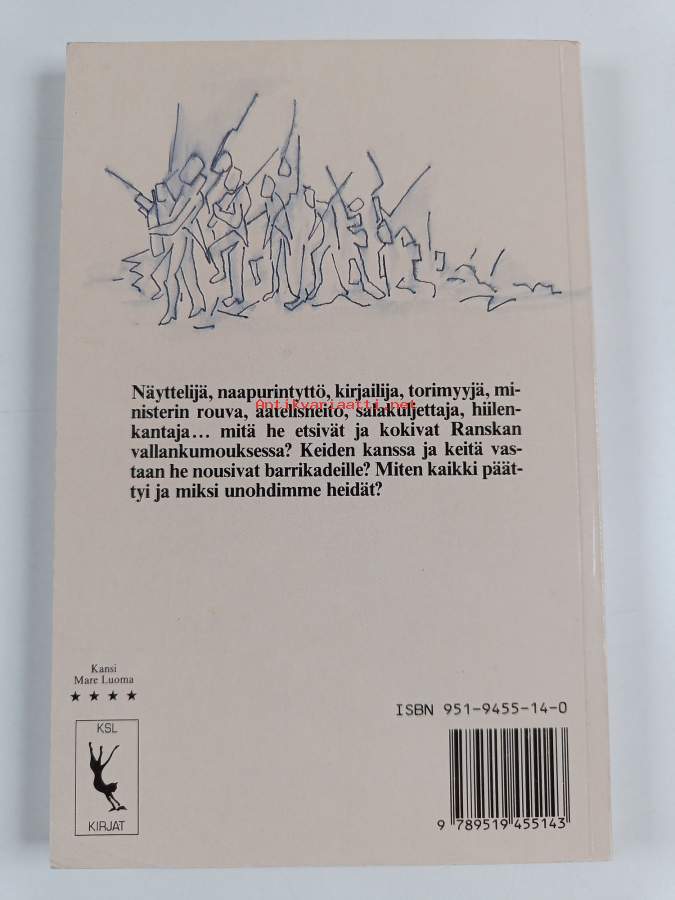 Näyttelijä, naapurintyttö, kirjailija, torimyyjä, mi-
nisterin rouva, aatelisneito, salakuljettaja, hiilen-
Antikvariaatti.net
kantaja... mitä he etsivät ja kokivat Ranskan
vallankumouksessa? Keiden kanssa ja keitä vas-
taan he nousivat barrikadeille? Miten kaikki päät-
tyi ja miksi unohdimme heidät?
Kansi
Mare Luoma
★ ★ ★ ★
KSL
KIRJAT
ISBN 951-9455-14-0
9 789519 455143